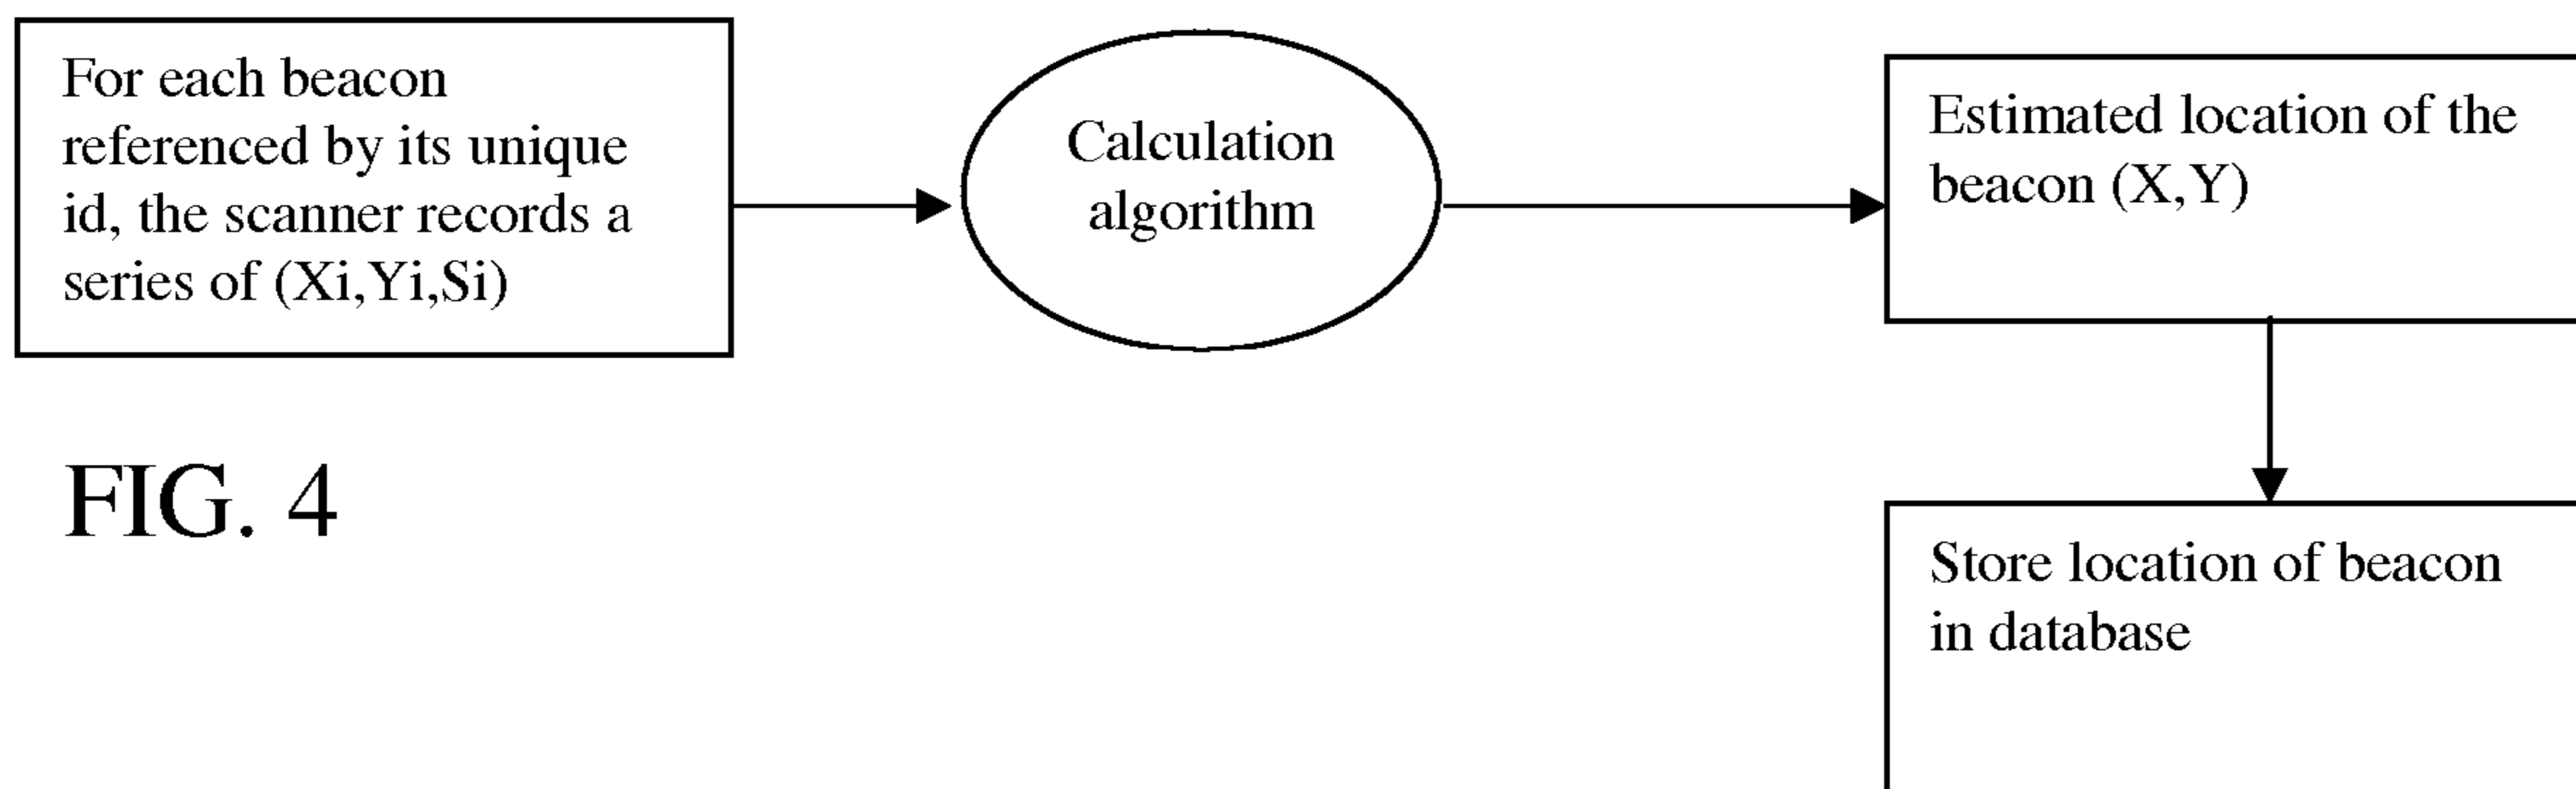 For each beacon
referenced by its unique
id, the scanner records a
series of (Xi,Yi,Si)
Calculation
algorithm
Estimated location of the
beacon (X,Y)
Store location of beacon
in database
FIG. 4